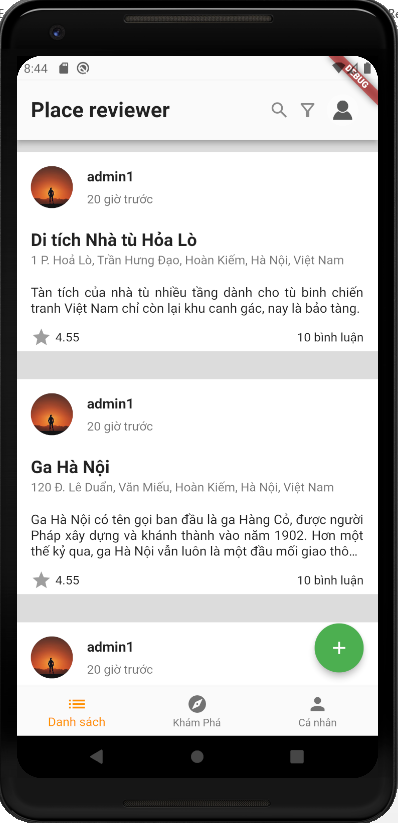 8:44
DEBUG
Place reviewer
admin1
20 giờ trước
Di tích Nhà tù Hỏa Lò
1 P. Hoả Lò, Trần Hưng Đạo, Hoàn Kiếm, Hà Nội, Việt Nam
Tàn tích của nhà tù nhiều tầng dành cho tù binh chiến
tranh Việt Nam chỉ còn lại khu canh gác, nay là bảo tàng.
4.55
10 bình luận
admin1
20 giờ trước
Ga Hà Nội
120 Đ. Lê Duẩn, Văn Miếu, Hoàn Kiếm, Hà Nội, Việt Nam
Ga Hà Nội có tên gọi ban đầu là ga Hàng Cỏ, được người
Pháp xây dựng và khánh thành vào năm 1902. Hơn một
thế kỷ qua, ga Hà Nội vẫn luôn là một đầu mối giao thô…
4.55
10 bình luận
admin1
20 giờ trước
+
Danh sách
Khám Phá
Cá nhân